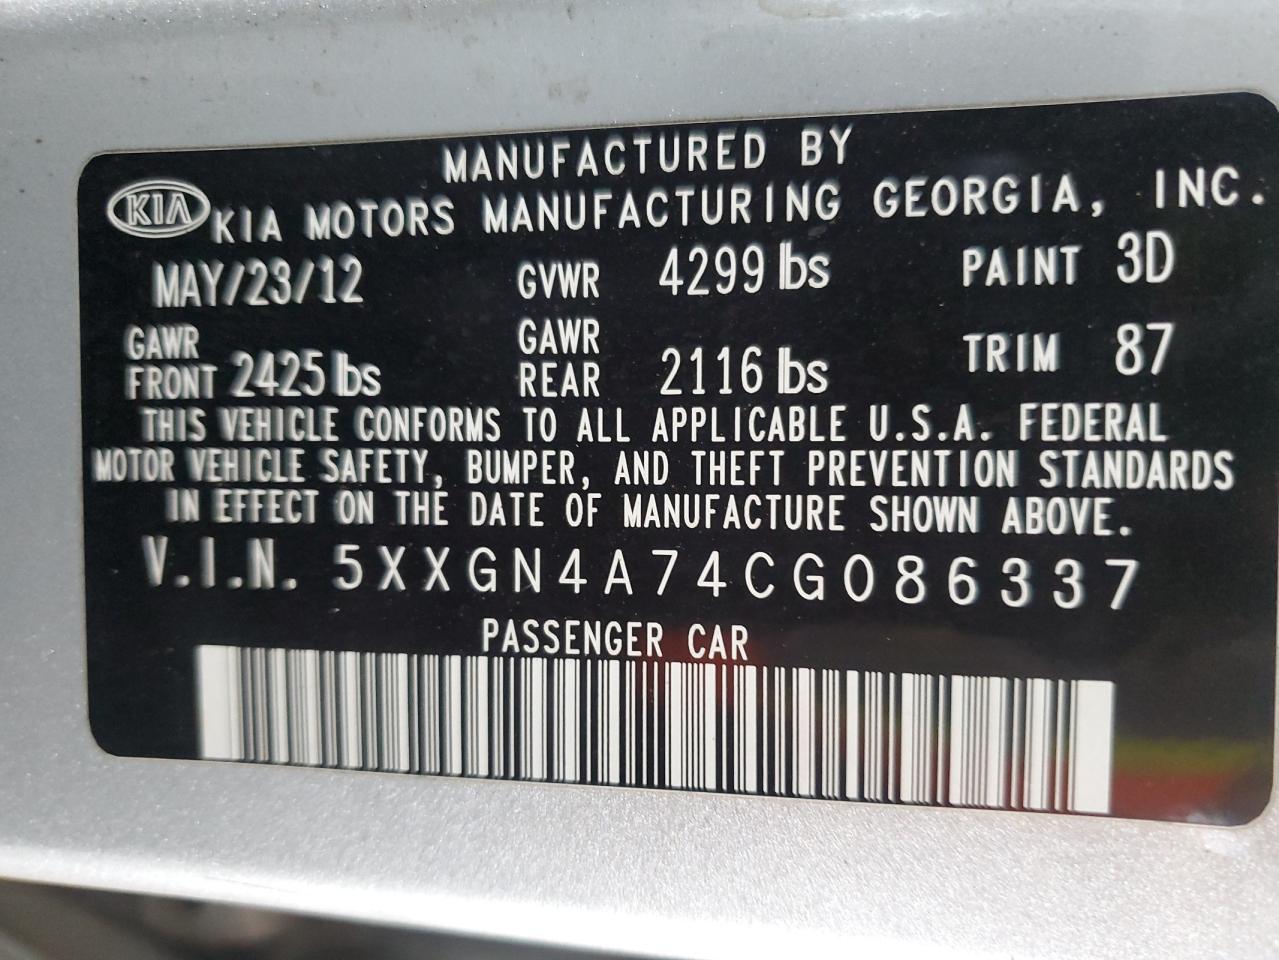 MANUFACTURED BY
KIA KIA MOTORS MANUFACTURING GEORGIA, INC.
MAY/23/12 GVWR 4299 lbs PAINT 3D
GAWR FRONT 2425 lbs GAWR REAR 2116 lbs TRIM 87
THIS VEHICLE CONFORMS TO ALL APPLICABLE U.S.A. FEDERAL
MOTOR VEHICLE SAFETY, BUMPER, AND THEFT PREVENTION STANDARDS
IN EFFECT ON THE DATE OF MANUFACTURE SHOWN ABOVE.
V.I.N. 5XXGN4A74CG086337
PASSENGER CAR